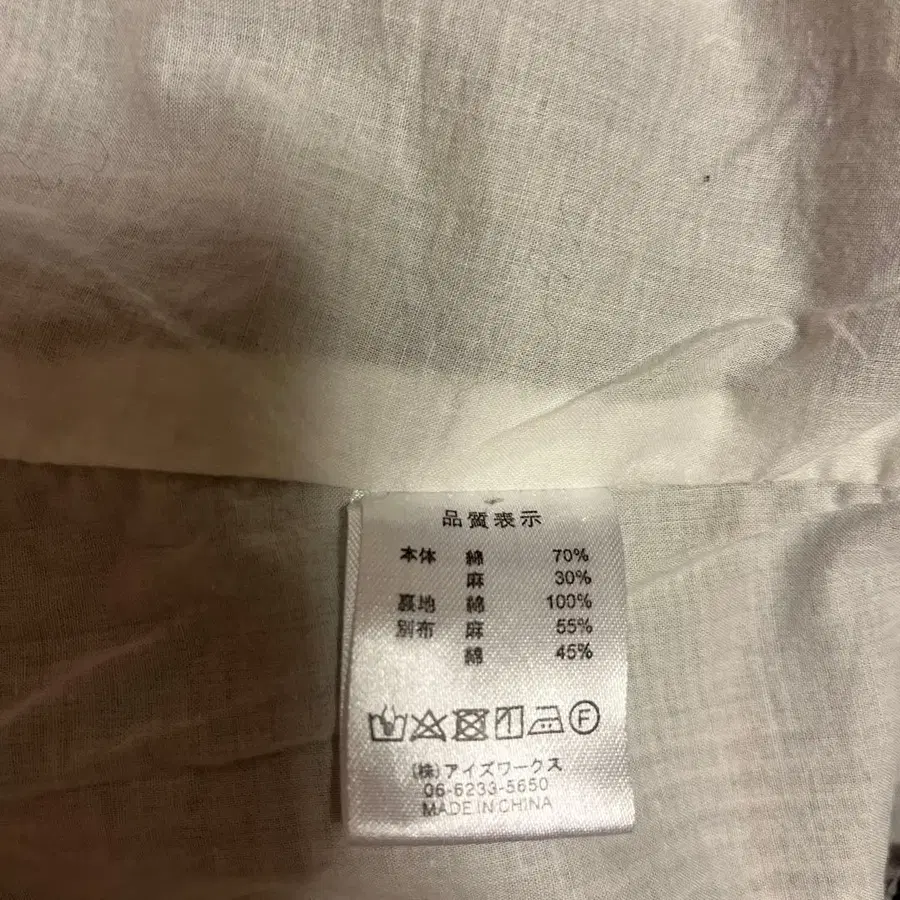 品質表示
本体 綿 70%
麻 30%
裏地 綿 100%
別布 麻 55%
綿 45%
F
(株)アイズワークス
06-6233-5650
MADE IN CHINA